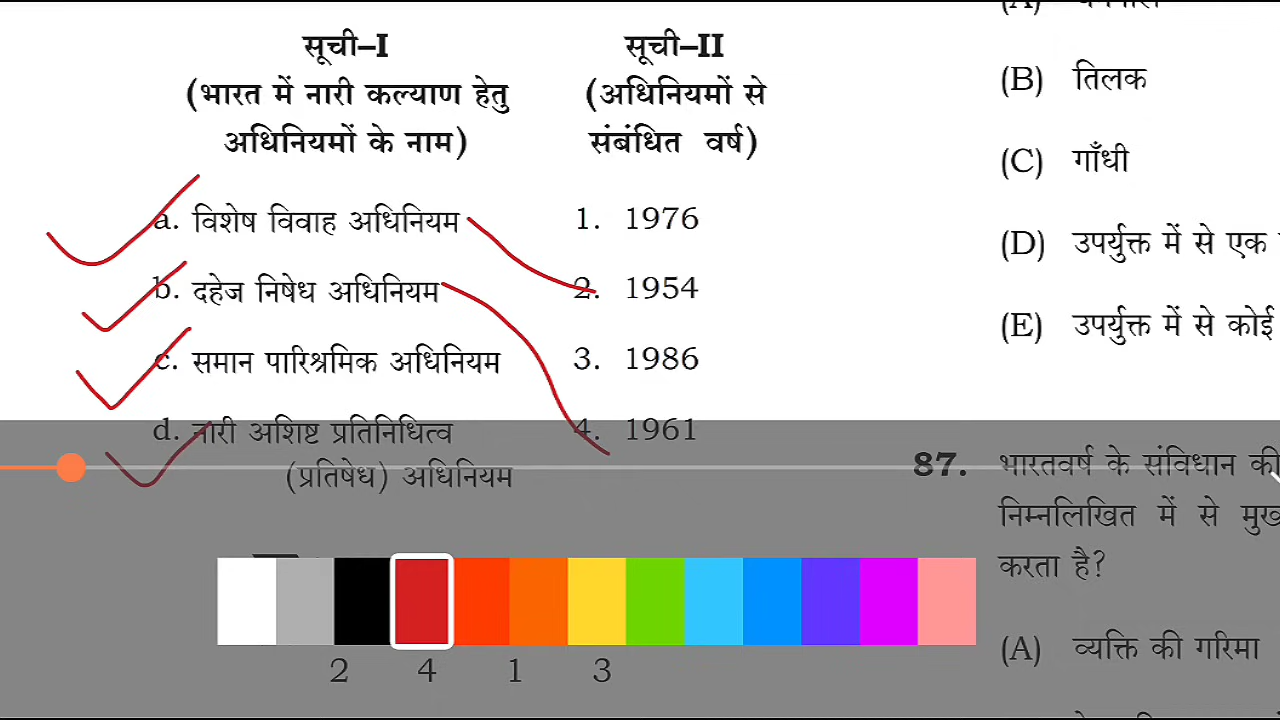 सूची–I सूची–II
(भारत में नारी कल्याण हेतु (अधिनियमों से
अधिनियमों के नाम) संबंधित वर्ष)
a. विशेष विवाह अधिनियम 1. 1976
b. दहेज निषेध अधिनियम 2. 1954
c. समान पारिश्रमिक अधिनियम 3. 1986
d. नारी अशिष्ट प्रतिनिधित्व 4. 1961
(प्रतिषेध) अधिनियम
2 4 1 3
(B) तिलक
(C) गाँधी
(D) उपर्युक्त में से एक
(E) उपर्युक्त में से कोई
87. भारतवर्ष के संविधान की
निम्नलिखित में से
करता है?
(A) व्यक्ति की गरिमा